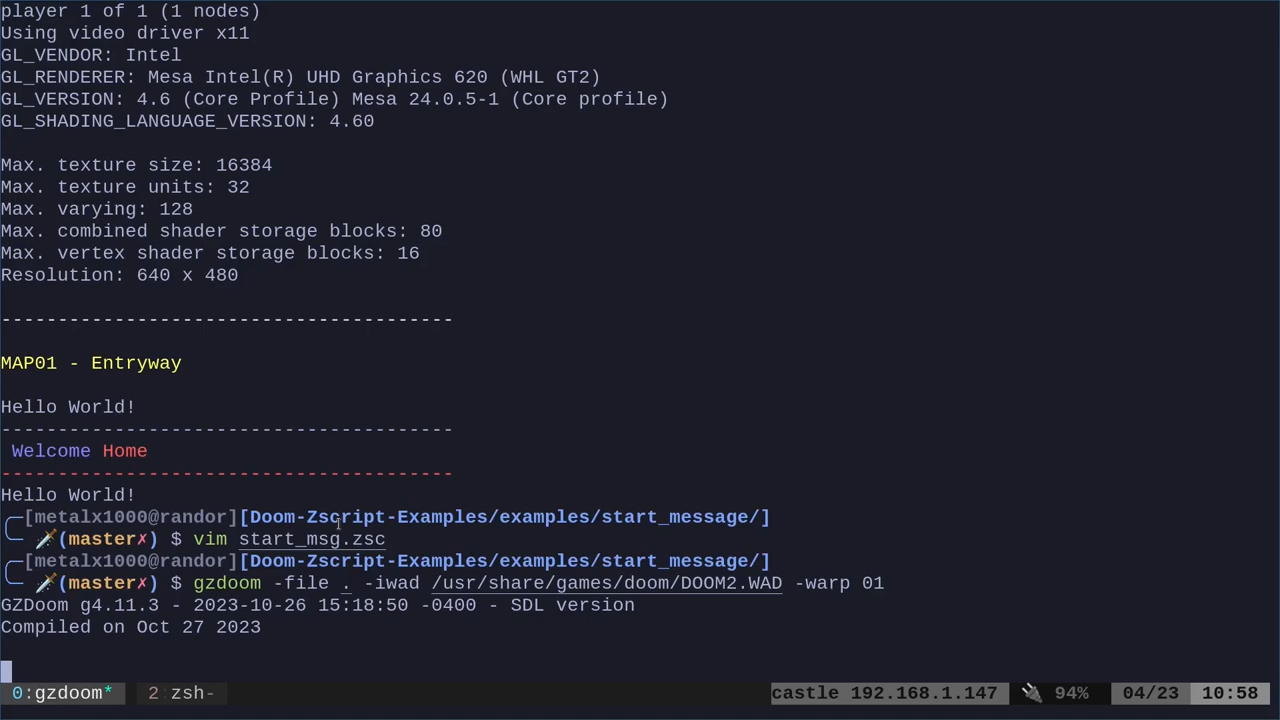 player 1 of 1 (1 nodes)
Using video driver x11
GL_VENDOR: Intel
GL_RENDERER: Mesa Intel(R) UHD Graphics 620 (WHL GT2)
GL_VERSION: 4.6 (Core Profile) Mesa 24.0.5-1 (Core profile)
GL_SHADING_LANGUAGE_VERSION: 4.60
Max. texture size: 16384
Max. texture units: 32
Max. varying: 128
Max. combined shader storage blocks: 80
Max. vertex shader storage blocks: 16
Resolution: 640 x 480
----------------------------------------
MAP01 - Entryway
Hello World!
----------------------------------------
Welcome Home
----------------------------------------
Hello World!
╭─[metalx1000@randor][Doom-Zscript-Examples/examples/start_message/]
╰─ 🗡️(master✗) $ vim start_msg.zsc
╭─[metalx1000@randor][Doom-Zscript-Examples/examples/start_message/]
╰─ 🗡️(master✗) $ gzdoom -file . -iwad /usr/share/games/doom/DOOM2.WAD -warp 01
GZDoom g4.11.3 - 2023-10-26 15:18:50 -0400 - SDL version
Compiled on Oct 27 2023
0:gzdoom* 2:zsh- castle 192.168.1.147 🔌 94% 04/23 10:58